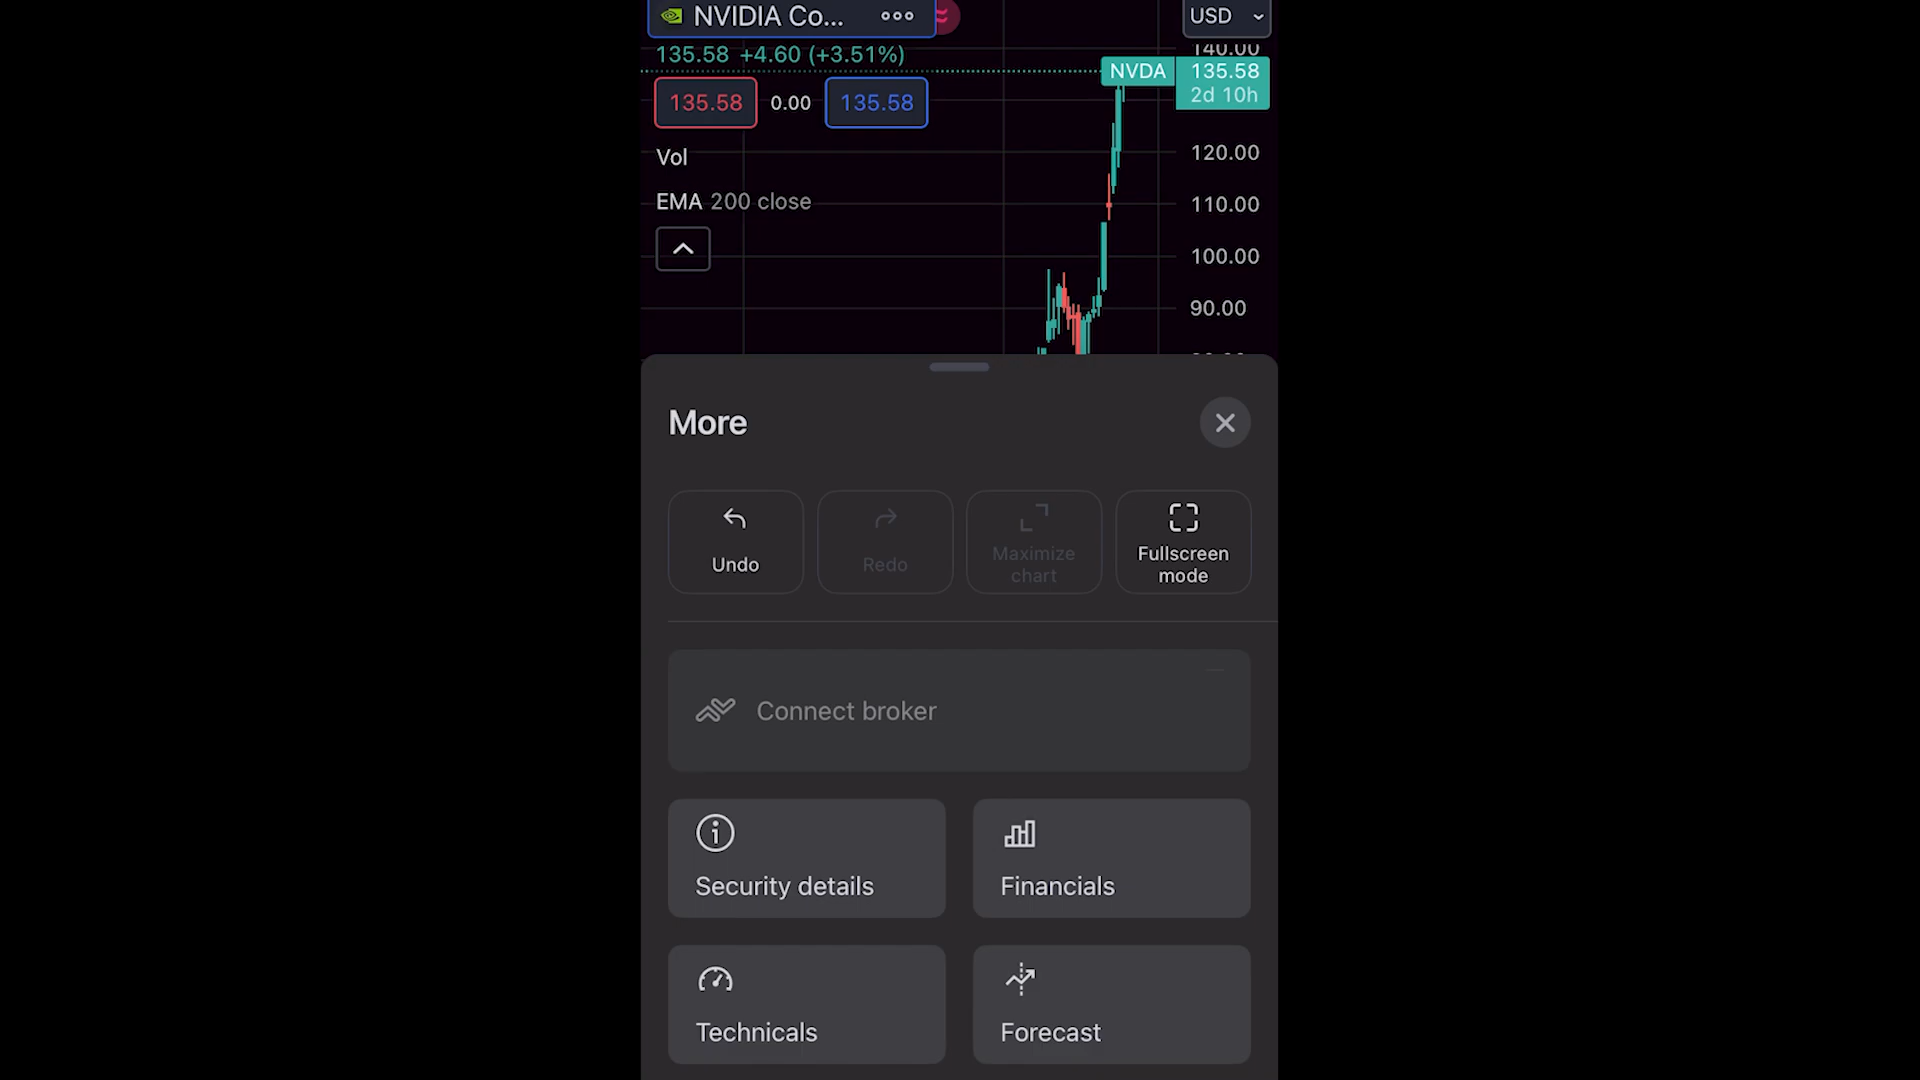 NVIDIA Co...
USD
135.58 +4.60 (+3.51%)
140.00
NVDA 135.58
2d 10h
135.58 0.00 135.58
Vol
120.00
EMA 200 close
110.00
100.00
90.00
More
Undo
Redo
Maximize
chart
Fullscreen
mode
Connect broker
Security details
Financials
Technicals
Forecast